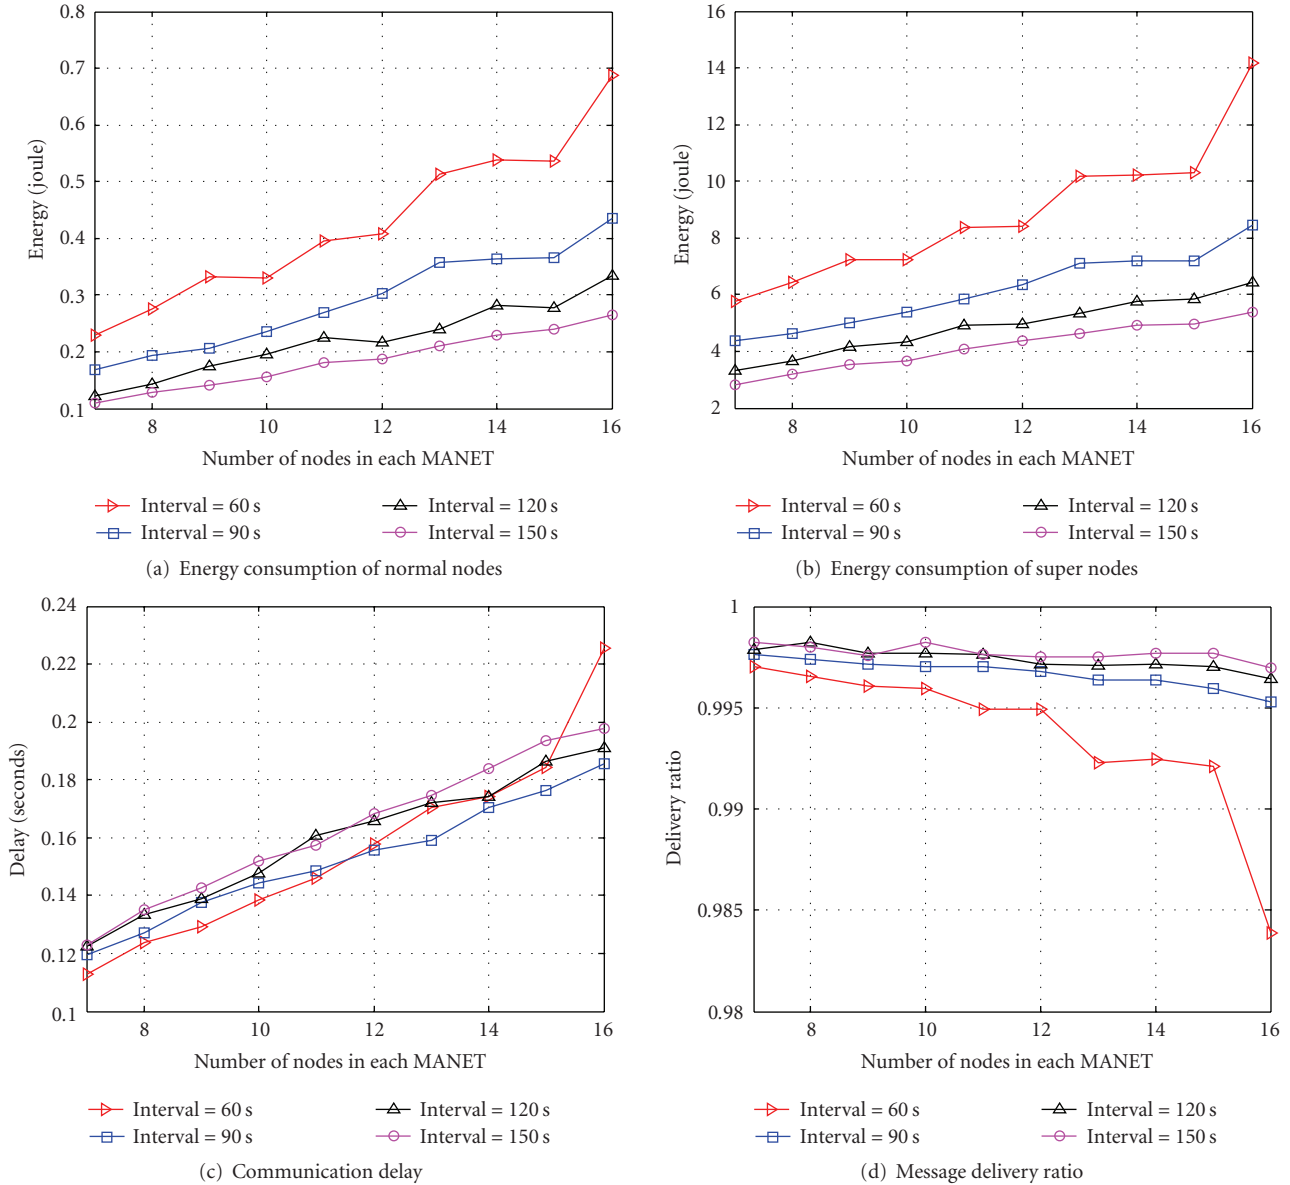 0.8
0.7
0.6
0.5
0.4
0.3
0.2
0.1
Energy (joule)
8 10 12 14 16
Number of nodes in each MANET
Interval = 60 s Interval = 120 s
Interval = 90 s Interval = 150 s
(a) Energy consumption of normal nodes
16
14
12
10
8
6
4
2
Energy (joule)
8 10 12 14 16
Number of nodes in each MANET
Interval = 60 s Interval = 120 s
Interval = 90 s Interval = 150 s
(b) Energy consumption of super nodes
0.24
0.22
0.2
0.18
0.16
0.14
0.12
0.1
Delay (seconds)
8 10 12 14 16
Number of nodes in each MANET
Interval = 60 s Interval = 120 s
Interval = 90 s Interval = 150 s
(c) Communication delay
1
0.995
0.99
0.985
0.98
Delivery ratio
8 10 12 14 16
Number of nodes in each MANET
Interval = 60 s Interval = 120 s
Interval = 90 s Interval = 150 s
(d) Message delivery ratio